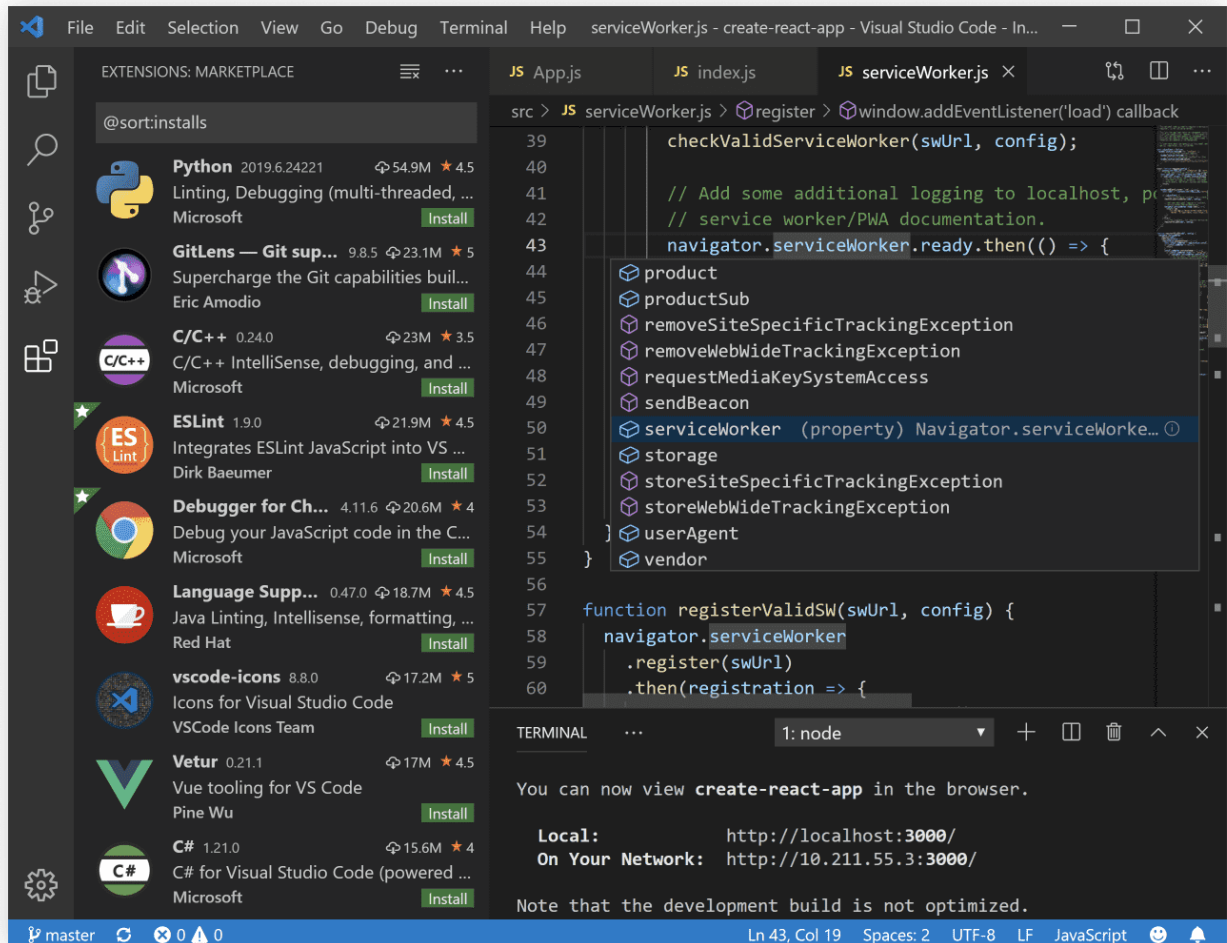 File Edit Selection View Go Debug Terminal Help serviceWorker.js - create-react-app - Visual Studio Code - In...
EXTENSIONS: MARKETPLACE
@sort:installs
Python 2019.6.24221 54.9M 4.5
Linting, Debugging (multi-threaded, ...
Microsoft Install
GitLens — Git sup... 9.8.5 23.1M 5
Supercharge the Git capabilities buil...
Eric Amodio Install
C/C++
C/C++ 0.24.0 23M 3.5
C/C++ IntelliSense, debugging, and ...
Microsoft Install
ES
Lint
ESLint 1.9.0 21.9M 4.5
Integrates ESLint JavaScript into VS ...
Dirk Baeumer Install
Debugger for Ch... 4.11.6 20.6M 4
Debug your JavaScript code in the C...
Microsoft Install
Language Supp... 0.47.0 18.7M 4.5
Java Linting, Intellisense, formatting, ...
Red Hat Install
vscode-icons 8.8.0 17.2M 5
Icons for Visual Studio Code
VSCode Icons Team Install
Vetur 0.21.1 17M 4.5
Vue tooling for VS Code
Pine Wu Install
C#
C# 1.21.0 15.6M 4
C# for Visual Studio Code (powered ...
Microsoft Install
JS App.js JS index.js JS serviceWorker.js
src > JS serviceWorker.js > register > window.addEventListener('load') callback
39 checkValidServiceWorker(swUrl, config);
40
41 // Add some additional logging to localhost,
42 // service worker/PWA documentation.
43 navigator.serviceWorker.ready.then(() => {
44 product
45 productSub
46 removeSiteSpecificTrackingException
47 removeWebWideTrackingException
48 requestMediaKeySystemAccess
49 sendBeacon
50 serviceWorker (property) Navigator.serviceWorke...
51 storage
52 storeSiteSpecificTrackingException
53 storeWebWideTrackingException
54 } userAgent
55 } vendor
56
57 function registerValidSW(swUrl, config) {
58 navigator.serviceWorker
59 .register(swUrl)
60 .then(registration => {
TERMINAL ... 1: node
You can now view create-react-app in the browser.
Local: http://localhost:3000/
On Your Network: http://10.211.55.3:3000/
Note that the development build is not optimized.
master 0 0 Ln 43, Col 19 Spaces: 2 UTF-8 LF JavaScript